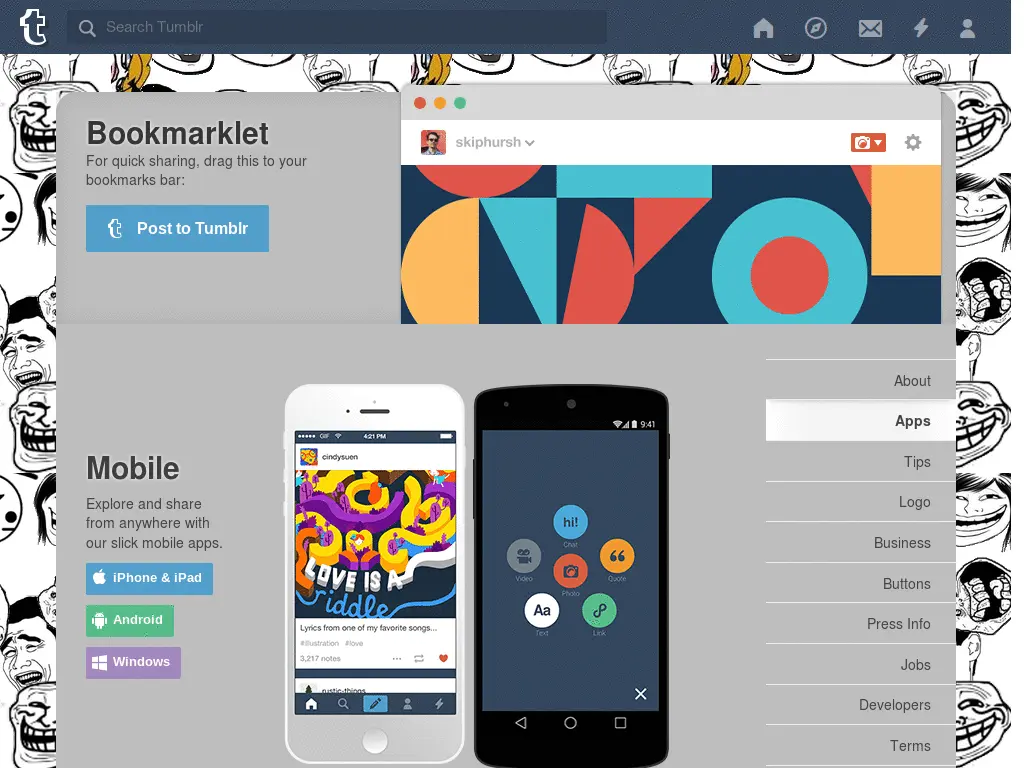 Search Tumblr
Bookmarklet
For quick sharing, drag this to your
bookmarks bar:
Post to Tumblr
skiphursh
About
Apps
Tips
Logo
Business
Buttons
Press Info
Jobs
Developers
Terms
Mobile
Explore and share
from anywhere with
our slick mobile apps.
iPhone & iPad
Android
Windows
GIF
4:21 PM
cindysuen
LOVE IS A
riddle
Lyrics from one of my favorite songs...
#illustration #love
3,217 notes
rustic-things
9:41
hi!
Chat
Video
Quote
Photo
Aa
Text
Link